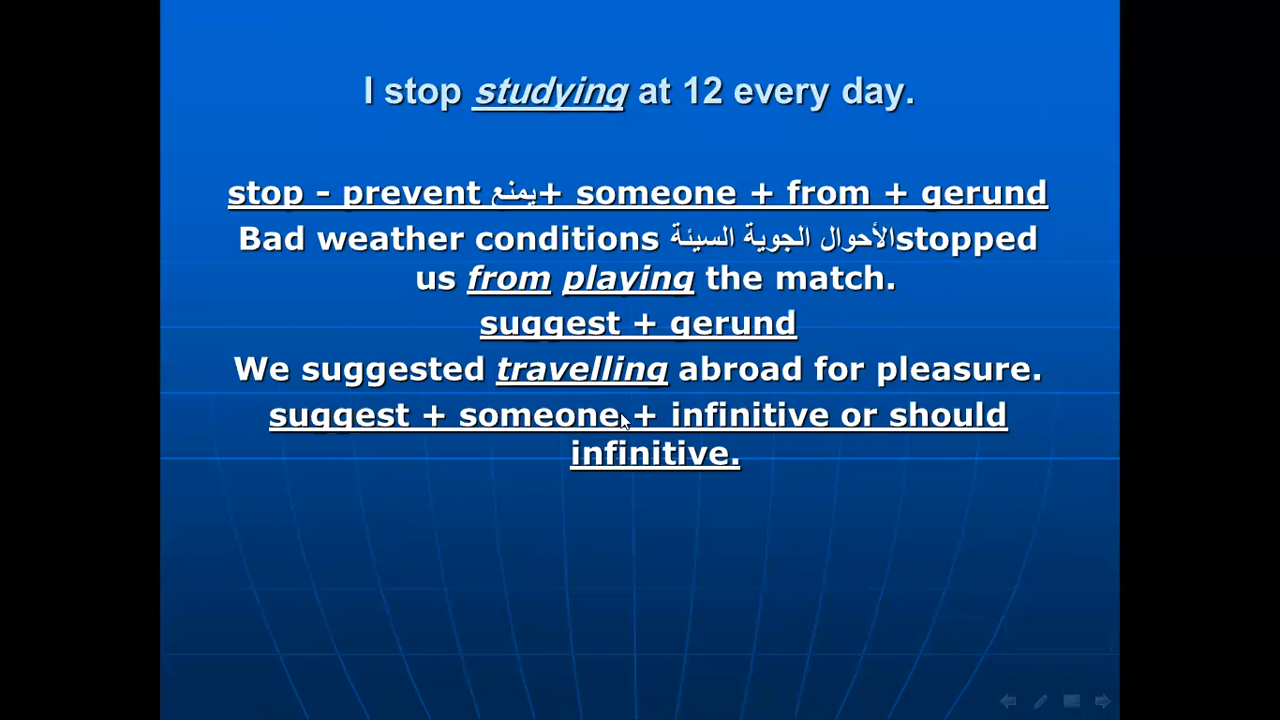 I stop studying at 12 every day.
stop - prevent يمنع+ someone + from + gerund
Bad weather conditions الأحوال الجوية السيئةstopped
us from playing the match.
suggest + gerund
We suggested travelling abroad for pleasure.
suggest + someone + infinitive or should
infinitive.